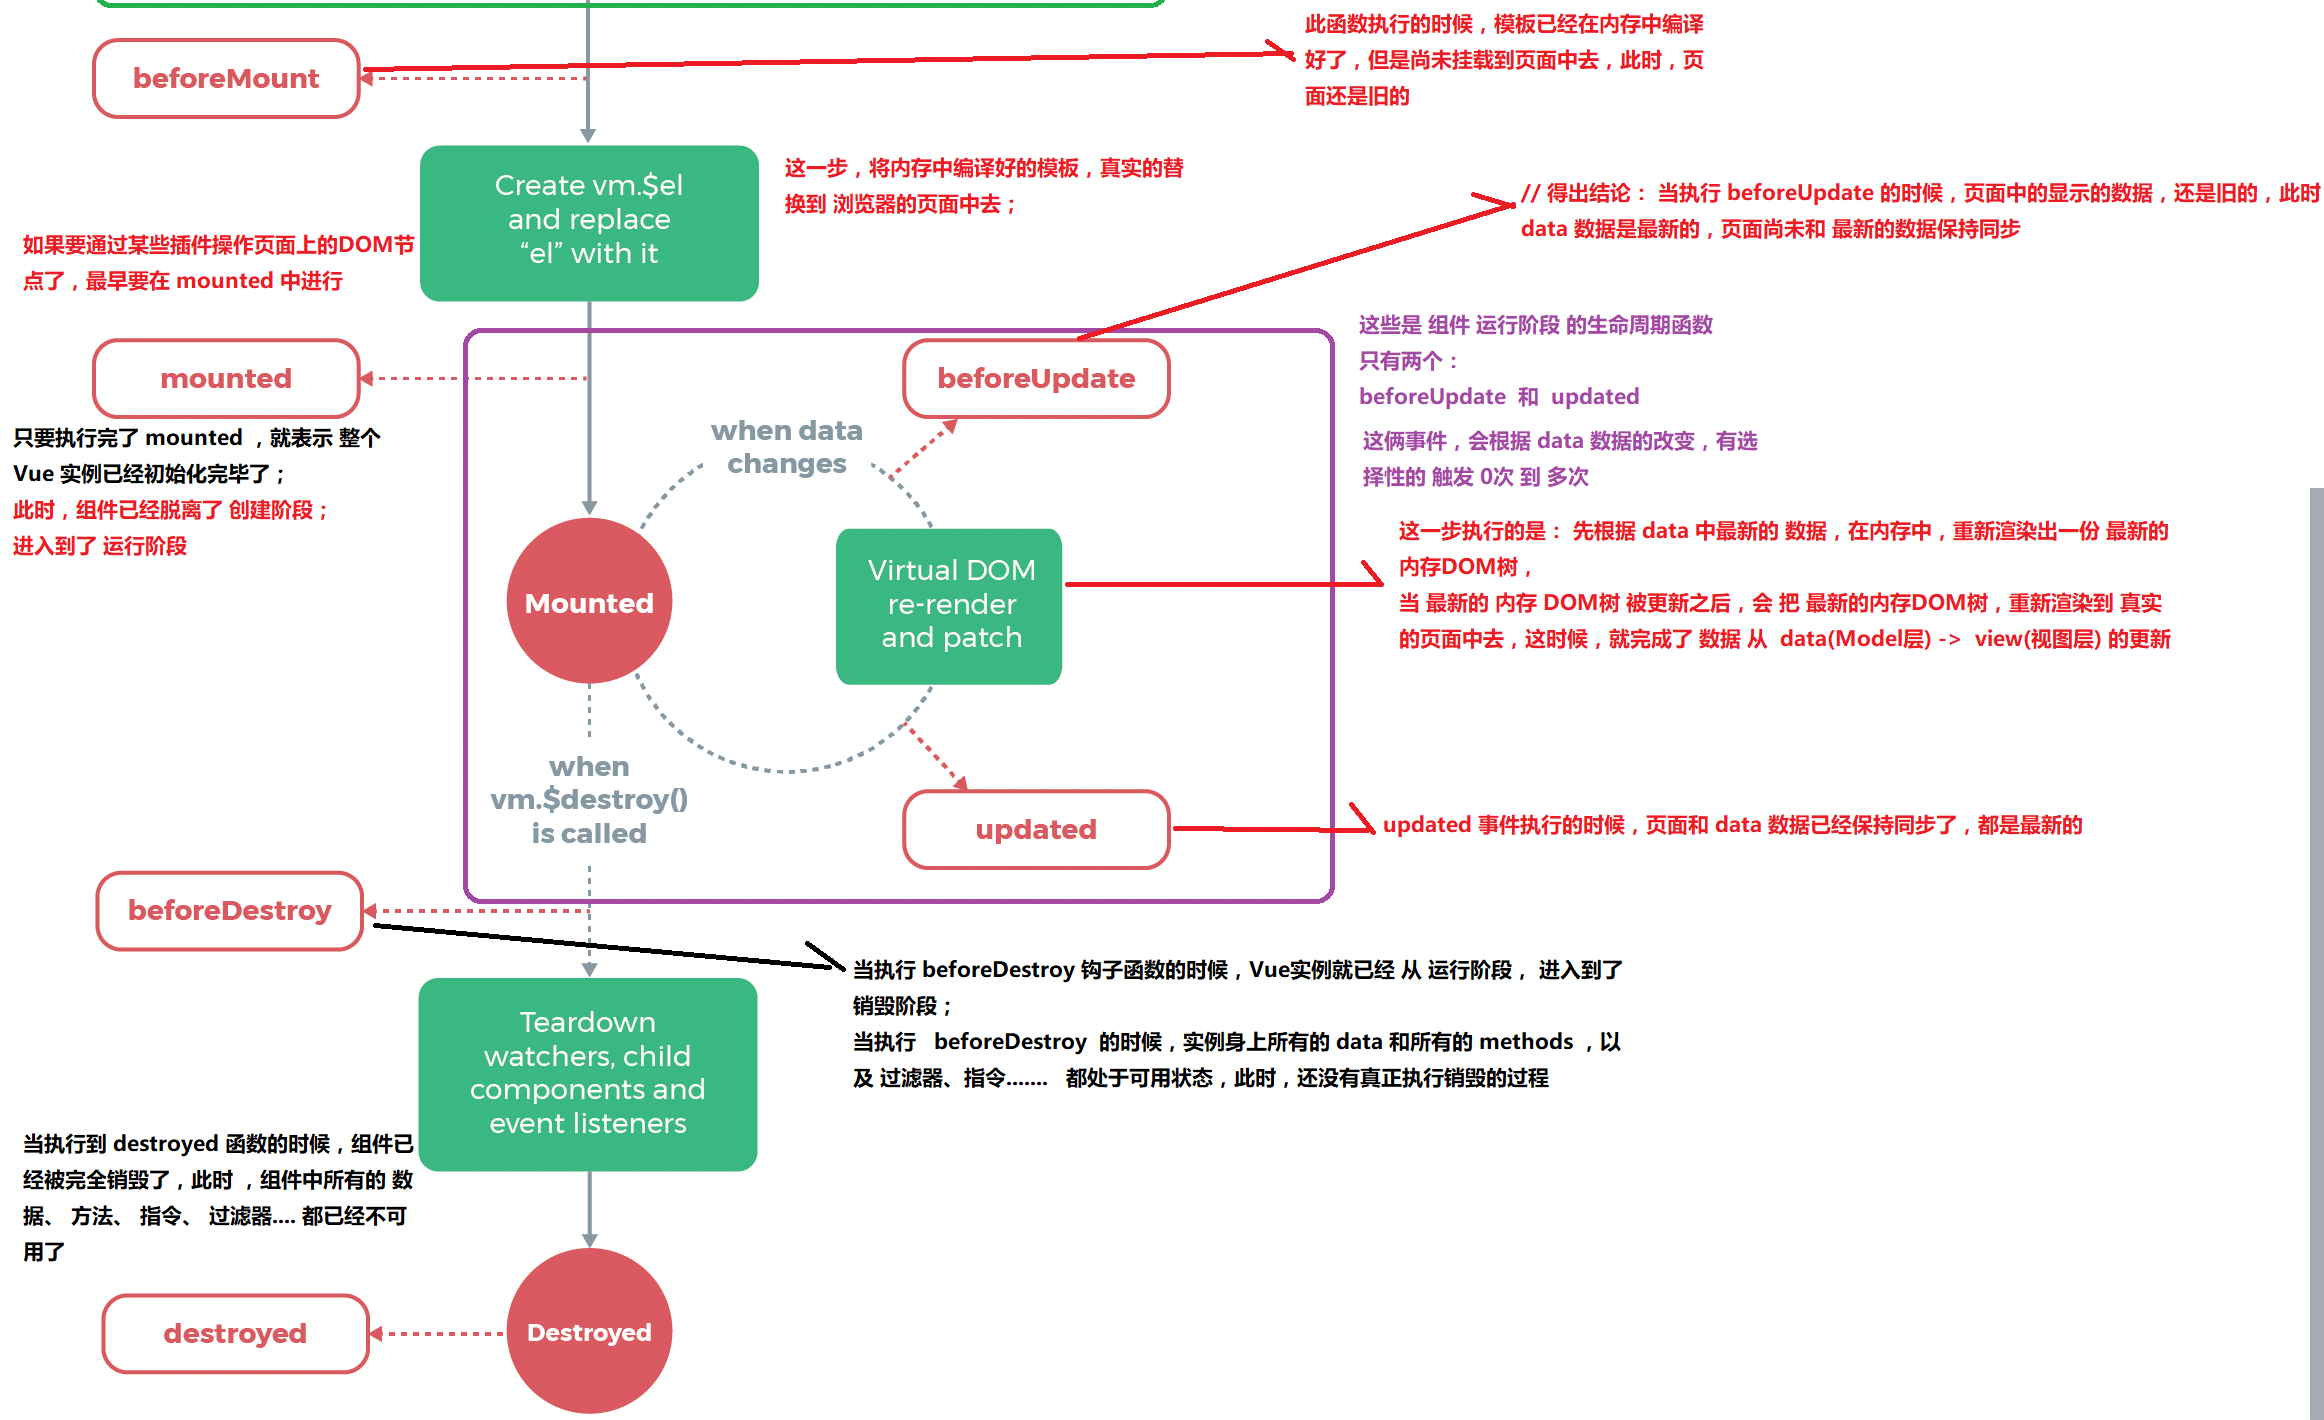 beforeMount
此函数执行的时候，模板已经在内存中编译
好了，但是尚未挂载到页面中去，此时，页
面还是旧的
Create vm.$el
and replace
“el” with it
这一步，将内存中编译好的模板，真实的替
换到 浏览器的页面中去；
// 得出结论： 当执行 beforeUpdate 的时候，页面中的显示的数据，还是旧的，此时
data 数据是最新的，页面尚未和 最新的数据保持同步
如果要通过某些插件操作页面上的DOM节
点了，最早要在 mounted 中进行
mounted
beforeUpdate
这些是 组件 运行阶段 的生命周期函数
只有两个：
beforeUpdate 和 updated
这俩事件，会根据 data 数据的改变，有选
择性的 触发 0次 到 多次
只要执行完了 mounted ，就表示 整个
Vue 实例已经初始化完毕了；
此时，组件已经脱离了 创建阶段；
进入到了 运行阶段
when data
changes
Mounted
Virtual DOM
re-render
and patch
这一步执行的是： 先根据 data 中最新的 数据，在内存中，重新渲染出一份 最新的
内存DOM树，
当 最新的 内存 DOM树 被更新之后，会 把 最新的内存DOM树，重新渲染到 真实
的页面中去，这时候，就完成了 数据 从 data(Model层) -> view(视图层) 的更新
when
vm.$destroy()
is called
updated
updated 事件执行的时候，页面和 data 数据已经保持同步了，都是最新的
beforeDestroy
当执行 beforeDestroy 钩子函数的时候，Vue实例就已经 从 运行阶段， 进入到了
销毁阶段；
当执行 beforeDestroy 的时候，实例身上所有的 data 和所有的 methods ，以
及 过滤器、指令....... 都处于可用状态，此时，还没有真正执行销毁的过程
Teardown
watchers, child
components and
event listeners
当执行到 destroyed 函数的时候，组件已
经被完全销毁了，此时 ，组件中所有的 数
据、 方法、 指令、 过滤器.... 都已经不可
用了
destroyed
Destroyed